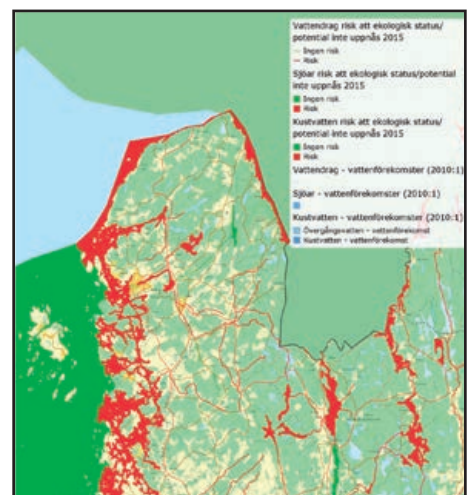 Vattendrag risk att ekologisk status/
potential inte uppnås 2015
Ingen risk
Risk
Sjöar risk att ekologisk status/potential
inte uppnås 2015
Ingen risk
Risk
Kustvatten risk att ekologisk status/
potential inte uppnås 2015
Ingen risk
Risk
Vattendrag - vattenförekomster (2010:1)
Sjöar - vattenförekomster (2010:1)
Kustvatten - vattenförekomster (2010:1)
Övergångsvatten - vattenförekomst
Kustvatten - vattenförekomst